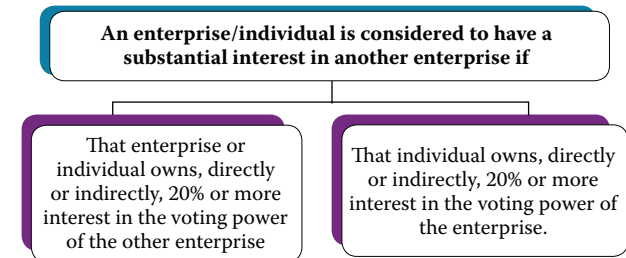 An enterprise/individual is considered to have a
substantial interest in another enterprise if
That enterprise or
individual owns, directly
or indirectly, 20% or more
interest in the voting power
of the other enterprise
That individual owns, directly
or indirectly, 20% or more
interest in the voting power of
the enterprise.